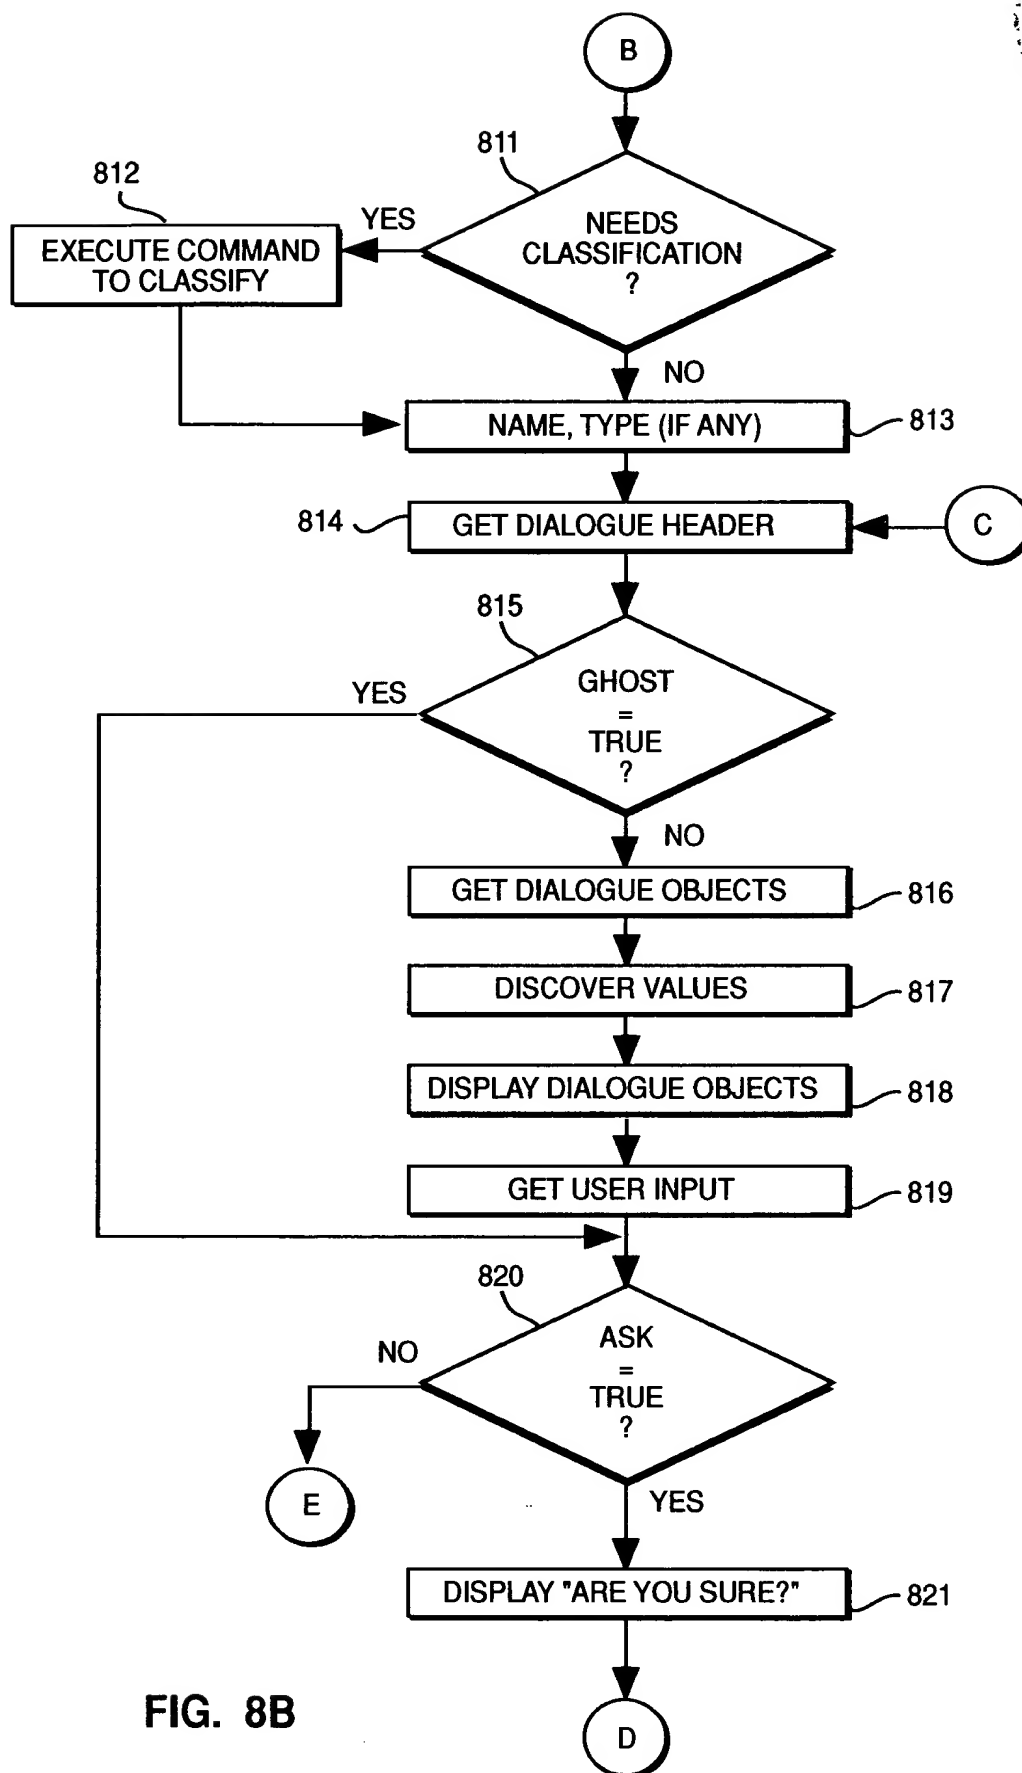 B
811
812
YES
NEEDS
CLASSIFICATION
?
EXECUTE COMMAND
TO CLASSIFY
NO
NAME, TYPE (IF ANY)
813
814
GET DIALOGUE HEADER
C
815
YES
GHOST
=
TRUE
?
NO
GET DIALOGUE OBJECTS
816
DISCOVER VALUES
817
DISPLAY DIALOGUE OBJECTS
818
GET USER INPUT
819
820
NO
ASK
=
TRUE
?
E
YES
DISPLAY "ARE YOU SURE?"
821
FIG. 8B
D